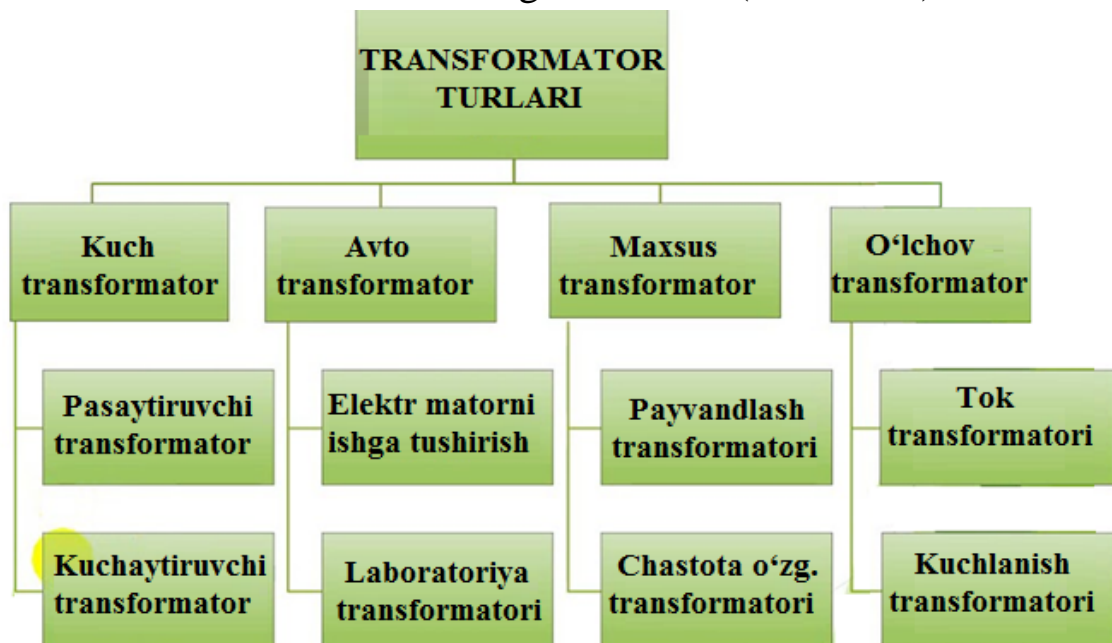 TRANSFORMATOR
TURLARI
Kuch
transformator
Avto
transformator
Maxsus
transformator
O‘lchov
transformator
Pasaytiruvchi
transformator
Elektr matorni
ishga tushirish
Payvandlash
transformatori
Tok
transformatori
Kuchaytiruvchi
transformator
Laboratoriya
transformatori
Chastota o‘zg.
transformatori
Kuchlanish
transformatori